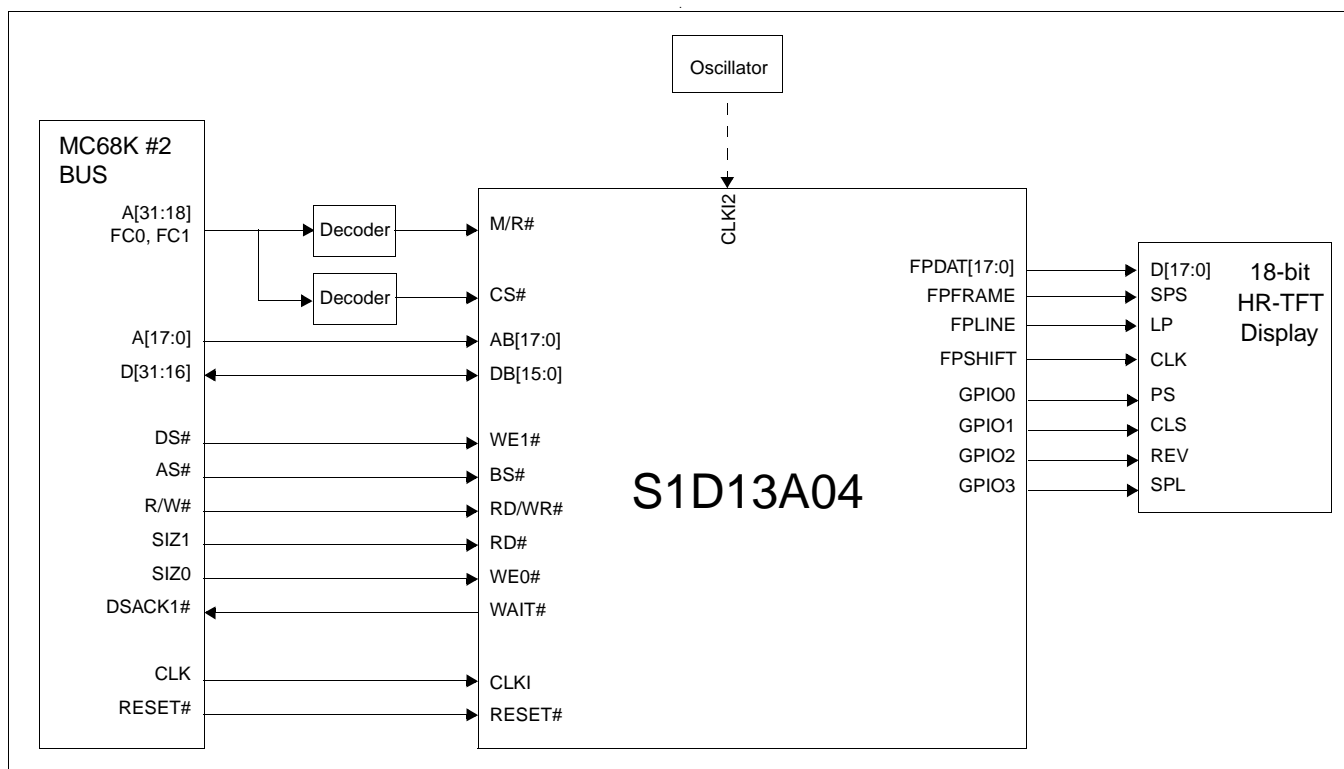 Oscillator
MC68K #2
BUS
A[31:18]
FC0, FC1
Decoder
M/R#
CLKI2
Decoder
CS#
A[17:0]
AB[17:0]
D[31:16]
DB[15:0]
DS#
WE1#
AS#
BS#
R/W#
RD/WR#
SIZ1
RD#
SIZ0
WE0#
DSACK1#
WAIT#
CLK
CLKI
RESET#
RESET#
S1D13A04
FPDAT[17:0]
FPFRAME
FPLINE
FPSHIFT
GPIO0
GPIO1
GPIO2
GPIO3
D[17:0]
SPS
LP
CLK
PS
CLS
REV
SPL
18-bit
HR-TFT
Display